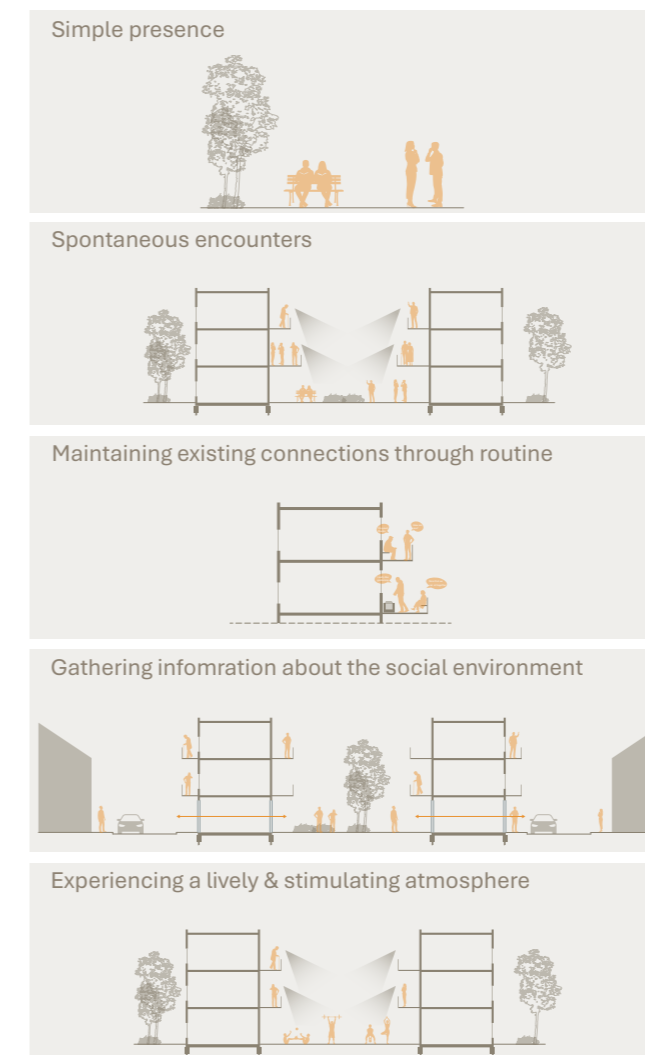 Simple presence
Spontaneous encounters
Maintaining existing connections through routine
Gathering infomration about the social environment
Experiencing a lively & stimulating atmosphere